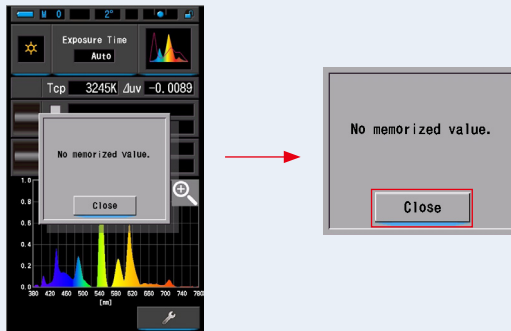 M 0 2°
Exposure Time
Auto
Tcp 3245K Δuv -0.0089
No memorized value.
Close
1.0
0.8
0.6
0.4
0.2
0.0
380 420 460 500 540 580 620 660 700 740 780
[nm]
No memorized value.
Close